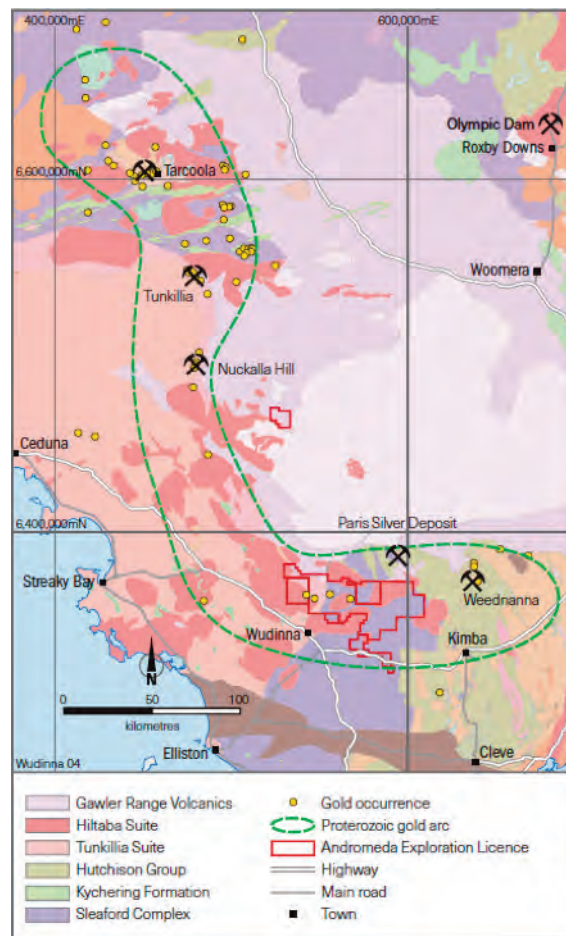 400,000mE
600,000mE
Olympic Dam
Roxby Downs
6,600,000mN
Tarcoola
Woomera
Tunkillia
Nuckalla Hill
Ceduna
6,400,000mN
Paris Silver Deposit
Streaky Bay
Weednanna
Wudinna
Kimba
N
0 50 100
kilometres
Elliston
Cleve
Wudinna 04
Gawler Range Volcanics
Hiltaba Suite
Tunkillia Suite
Hutchison Group
Kychering Formation
Sleaford Complex
Gold occurrence
Proterozoic gold arc
Andromeda Exploration Licence
Highway
Main road
Town